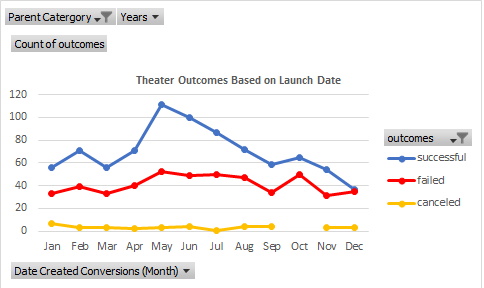 Parent Catergory Years
Count of outcomes
Theater Outcomes Based on Launch Date
120
100
80
60
40
20
0
Jan Feb Mar Apr May Jun Jul Aug Sep Oct Nov Dec
outcomes
successful
failed
canceled
Date Created Conversions (Month)